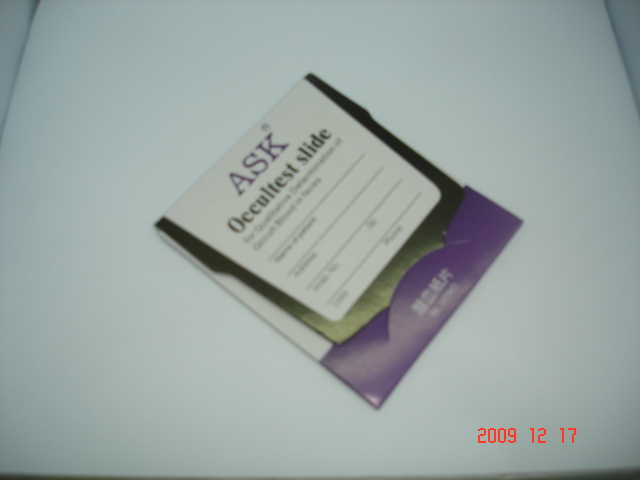 ASK®
Occultest slide
for Qualitative Determination of
Occult Blood in faeces
Name of patient
Address
Phone
Date
2009 12 17